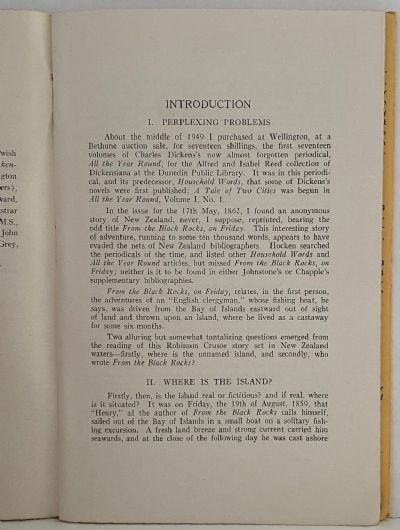 wish
ken-
gton
ers),
ward,
strar
M.S.,
John
Grey,
INTRODUCTION
I. PERPLEXING PROBLEMS
About the middle of 1949 I purchased at Wellington, at a
Bethune auction sale, for seventeen shillings, the first seventeen
volumes of Charles Dickens's now almost forgotten periodical,
All the Year Round, for the Alfred and Isabel Reed collection of
Dickensiana at the Dunedin Public Library. It was in this periodi-
cal, and its predecessor, Household Words, that some of Dickens's
novels were first published; A Tale of Two Cities was begun in
All the Year Round, Volume 1, No. 1.
In the issue for the 17th May, 1862, I found an anonymous
story of New Zealand, never, I suppose, reprinted, bearing the
odd title From the Black Rocks, on Friday. This interesting story
of adventure, running to some ten thousand words, appears to have
evaded the nets of New Zealand bibliographers. Hocken searched
the periodicals of the time, and listed other Household Words and
All the Year Round articles, but missed From the Black Rocks, on
Friday; neither is it to be found in either Johnstone's or Chapple's
supplementary bibliographies.
From the Black Rocks, on Friday, relates, in the first person,
the adventures of an "English clergyman," whose fishing boat, he
says, was driven from the Bay of Islands eastward out of sight
of land and thrown upon an island, where he lived as a castaway
for some six months.
Two alluring but somewhat tantalizing questions emerged from
the reading of this Robinson Crusoe story set in New Zealand
waters—firstly, where is the unnamed island, and secondly, who
wrote From the Black Rocks?
II. WHERE IS THE ISLAND?
Firstly, then, is the island real or fictitious? and if real, where
is it situated? It was on Friday, the 19th of August, 1859, that
"Henry," as the author of From the Black Rocks calls himself,
sailed out of the Bay of Islands in a small boat on a solitary fish-
ing excursion. A fresh land breeze and strong current carried him
seawards, and at the close of the following day he was cast ashore